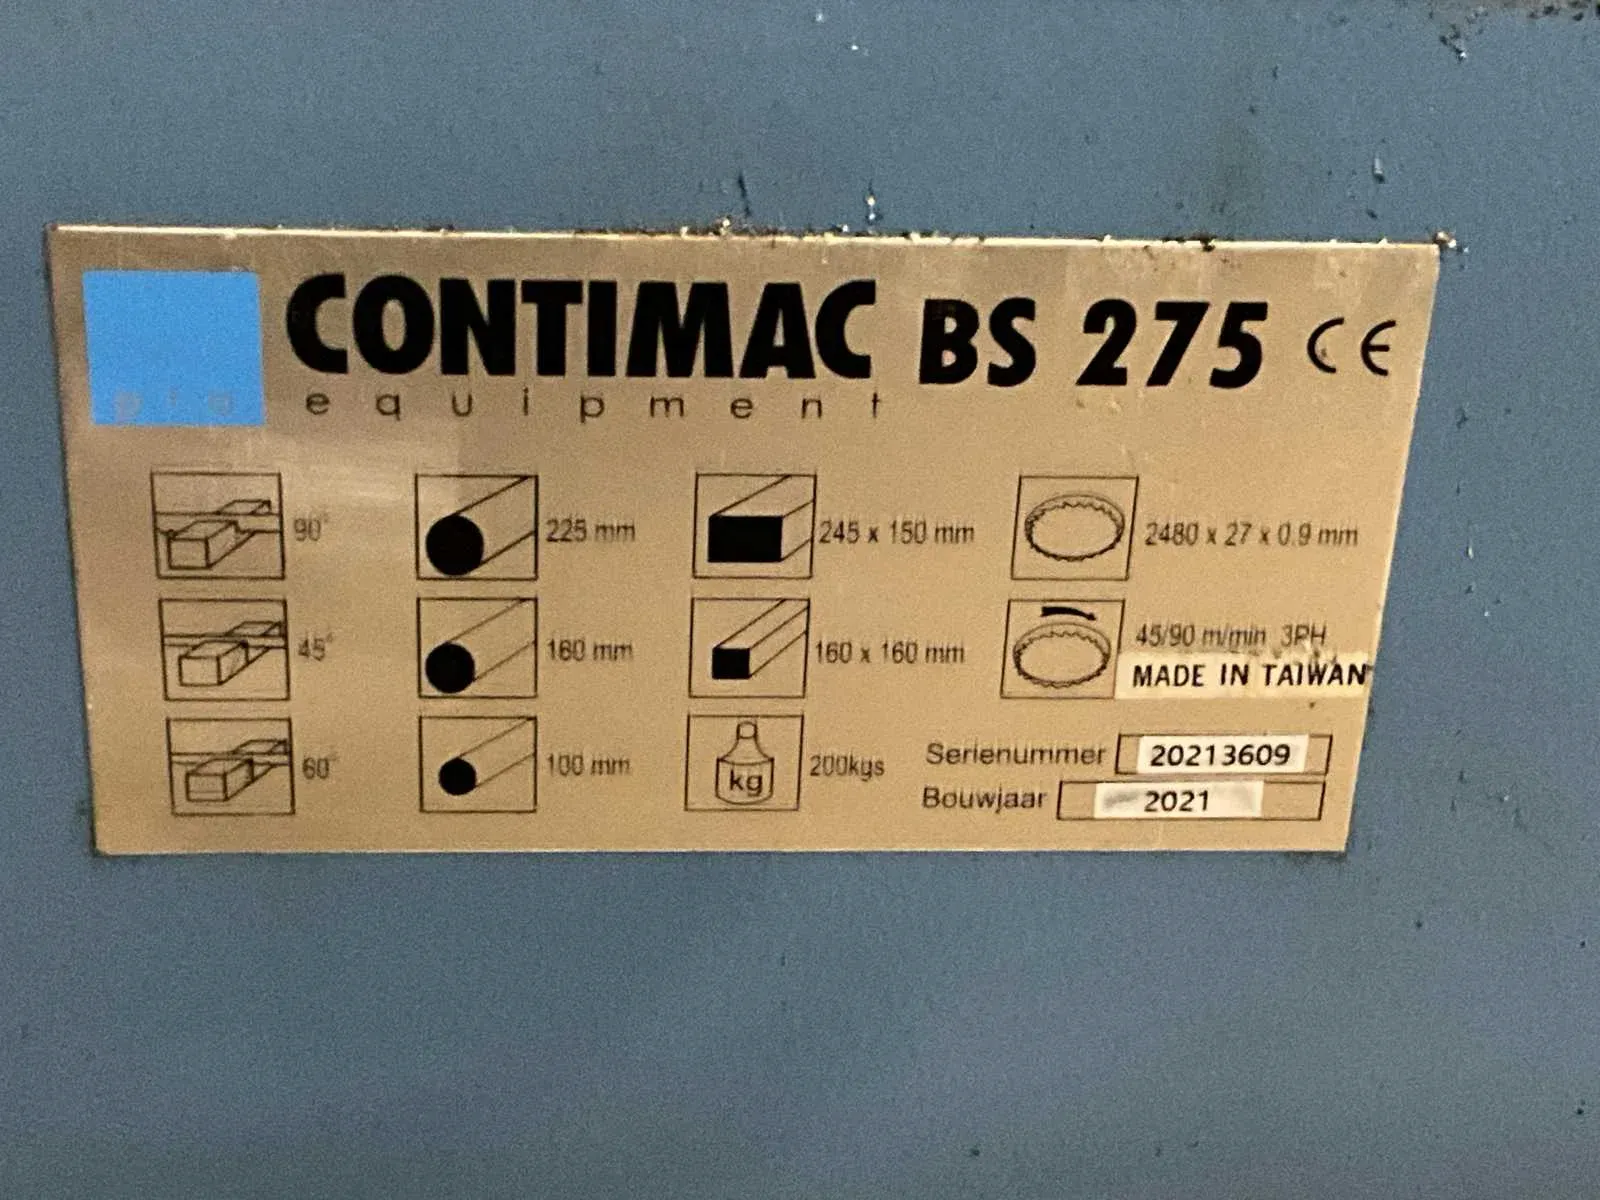 CONTIMAC BS 275 CE
pro equipment
90° 225 mm 245 x 150 mm 2480 x 27 x 0.9 mm
45° 160 mm 160 x 160 mm 45/90 m/min 3PH
MADE IN TAIWAN
60° 100 mm kg 200kgs
Serienummer 20213609
Bouwjaar 2021